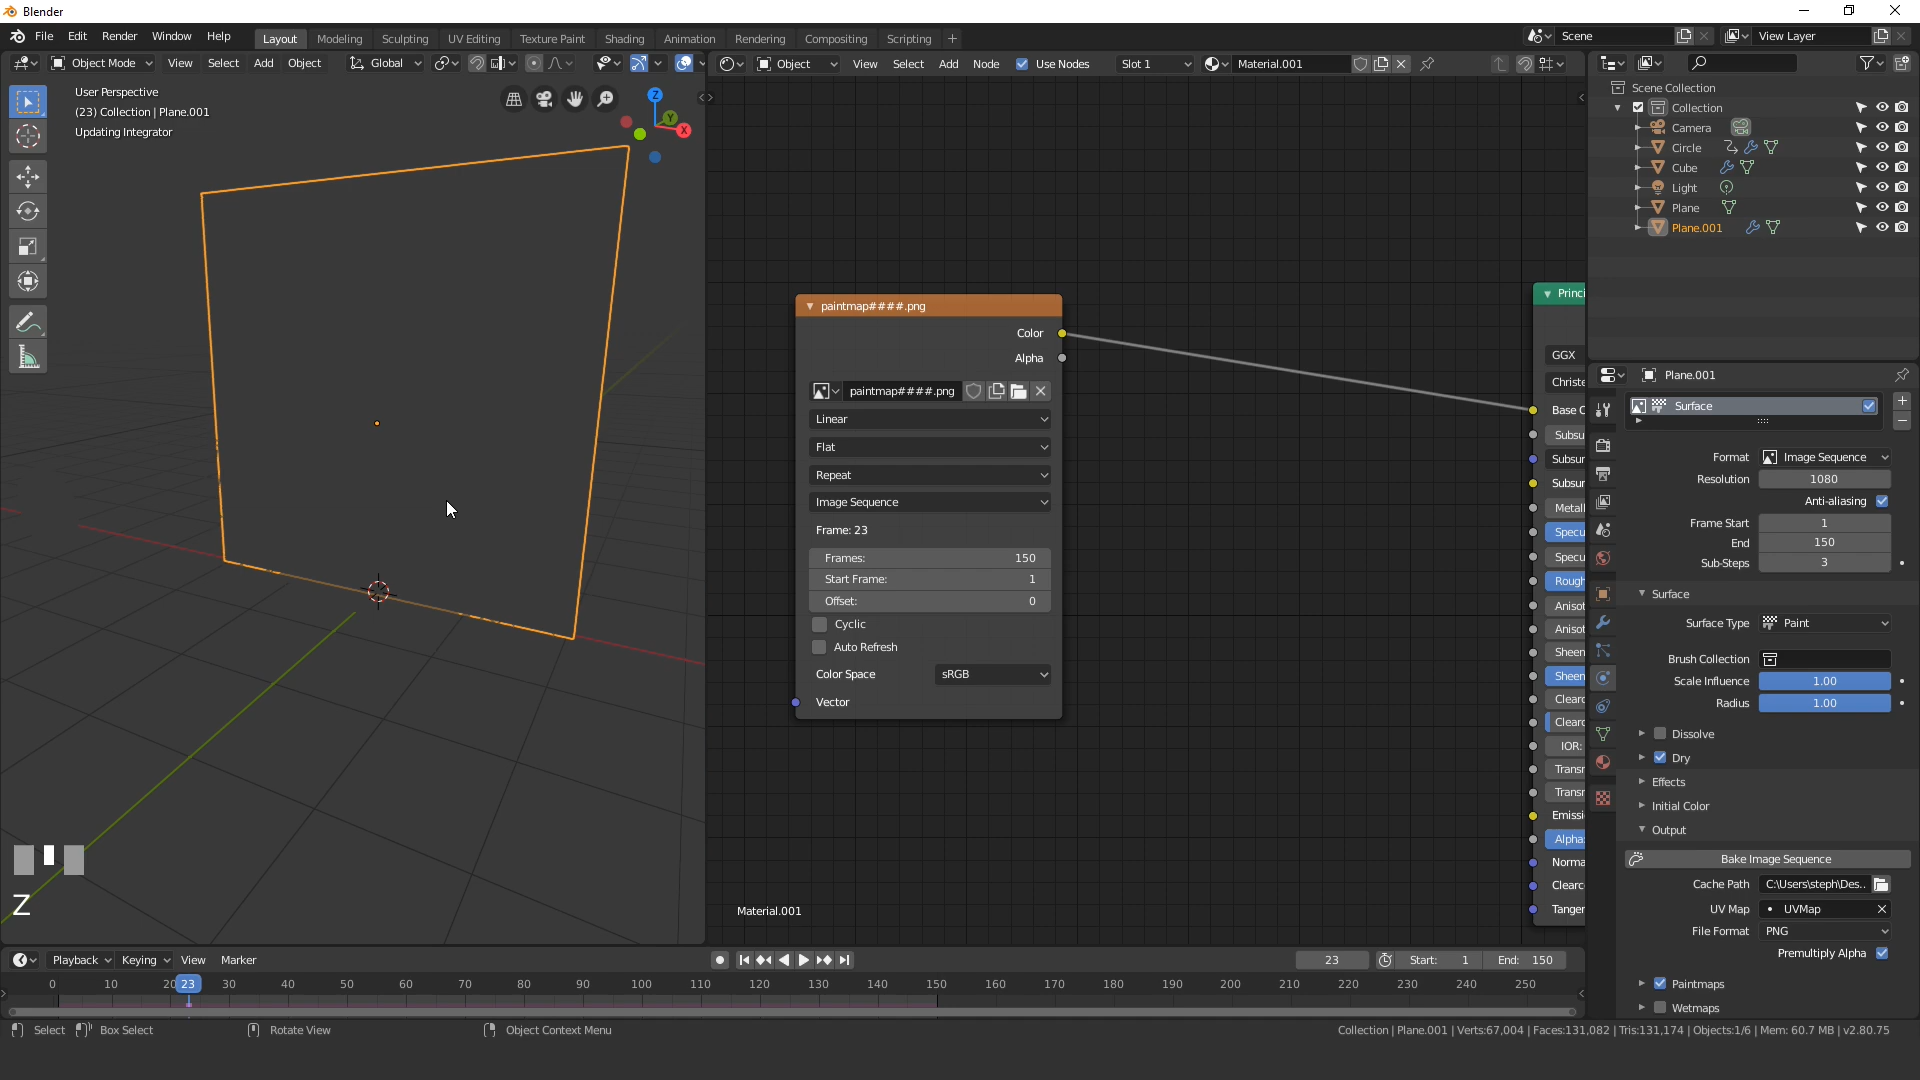 Blender
File Edit Render Window Help
Layout Modeling Sculpting UV Editing Texture Paint Shading Animation Rendering Compositing Scripting +
Scene
View Layer
Object Mode View Select Add Object Global
Object View Select Add Node Use Nodes Slot 1 Material.001
User Perspective
(23) Collection | Plane.001
Updating Integrator
Z
Y
X
Scene Collection
Collection
Camera
Circle
Cube
Light
Plane
Plane.001
paintmap####.png
Color
Alpha
paintmap####.png
Linear
Flat
Repeat
Image Sequence
Frame: 23
Frames: 150
Start Frame: 1
Offset: 0
Cyclic
Auto Refresh
Color Space sRGB
Vector
Princi
GGX
Christe
Base C
Subsu
Subsur
Subsur
Metall
Specu
Specu
Rough
Anisot
Anisot
Sheen
Sheen
Clearc
Clearc
IOR:
Transr
Transr
Emissi
Alpha:
Norma
Clearc
Tanger
Material.001
Plane.001
Surface
Format Image Sequence
Resolution 1080
Anti-aliasing
Frame Start 1
End 150
Sub-Steps 3
Surface
Surface Type Paint
Brush Collection
Scale Influence 1.00
Radius 1.00
Dissolve
Dry
Effects
Initial Color
Output
Bake Image Sequence
Cache Path C:\Users\steph\Des..
UV Map UVMap
File Format PNG
Premultiply Alpha
Paintmaps
Wetmaps
Z
Playback Keying View Marker
23 Start: 1 End: 150
0 10 20 23 30 40 50 60 70 80 90 100 110 120 130 140 150 160 170 180 190 200 210 220 230 240 250
Select Box Select Rotate View Object Context Menu
Collection | Plane.001 | Verts:67,004 | Faces:131,082 | Tris:131,174 | Objects:1/6 | Mem: 60.7 MB | v2.80.75